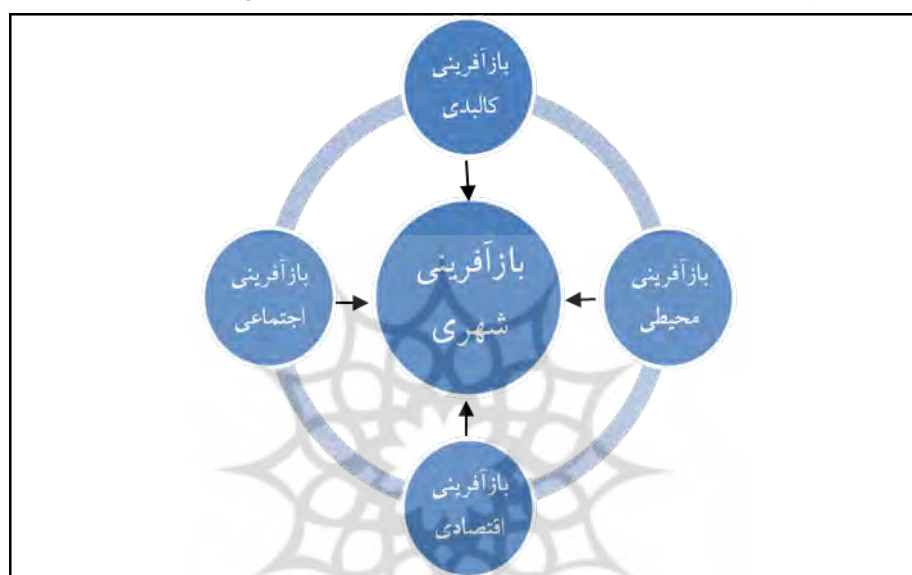 بازآفرینی
کالبدی
بازآفرینی
محیطی
بازآفرینی
شهری
بازآفرینی
اجتماعی
بازآفرینی
اقتصادی